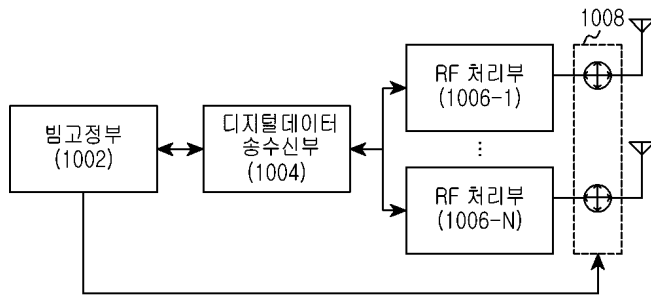 1008
RF 처리부
(1006-1)
빔고정부
(1002)
디지털데이터
송수신부
(1004)
⋮
RF 처리부
(1006-N)